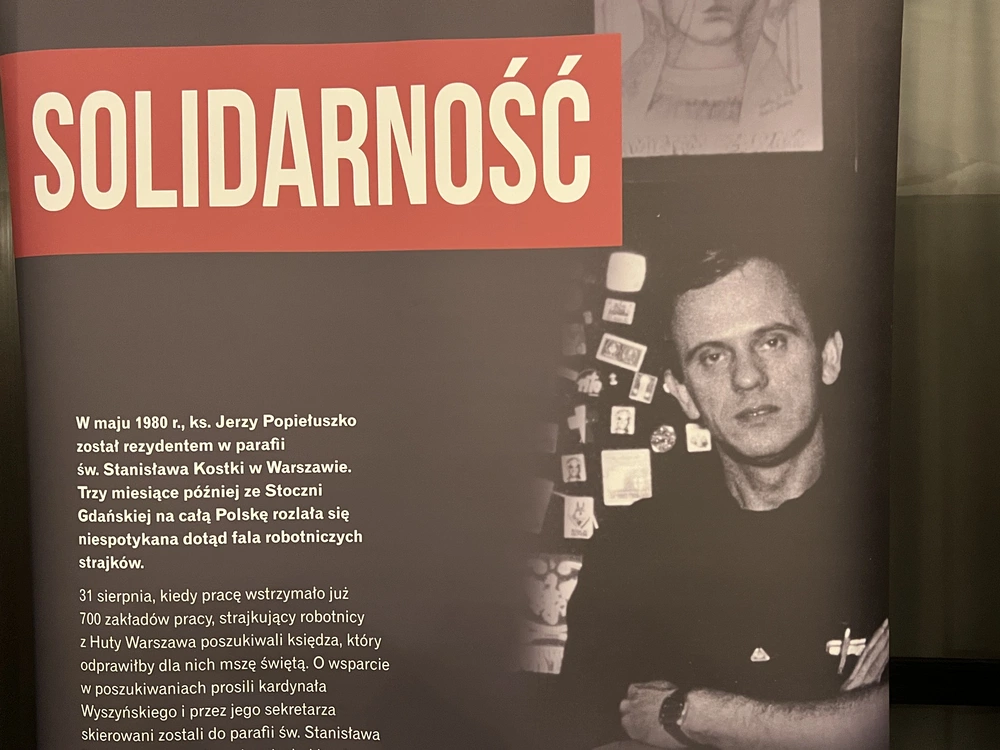 SOLIDARNOŚĆ
W maju 1980 r., ks. Jerzy Popiełuszko
został rezydentem w parafii
św. Stanisława Kostki w Warszawie.
Trzy miesiące później ze Stoczni
Gdańskiej na całą Polskę rozlała się
niespotykana dotąd fala robotniczych
strajków.
31 sierpnia, kiedy pracę wstrzymało już
700 zakładów pracy, strajkujący robotnicy
z Huty Warszawa poszukiwali księdza, który
odprawiłby dla nich mszę świętą. O wsparcie
w poszukiwaniach prosili kardynała
Wyszyńskiego i przez jego sekretarza
skierowani zostali do parafii św. Stanisława